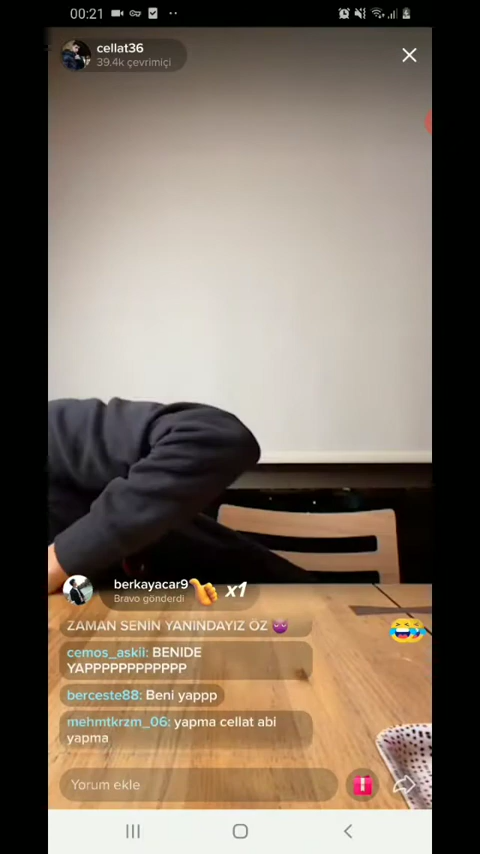 00:21
cellat36
39.4k çevrimiçi
berkayacar9 x1
Bravo gönderdi
ZAMAN SENİN YANINDAYIZ ÖZ
cemos_askii: BENIDE
YAPPPPPPPPPPPP
berceste88: Beni yappp
mehmtkrzm_06: yapma cellat abi
yapma
Yorum ekle